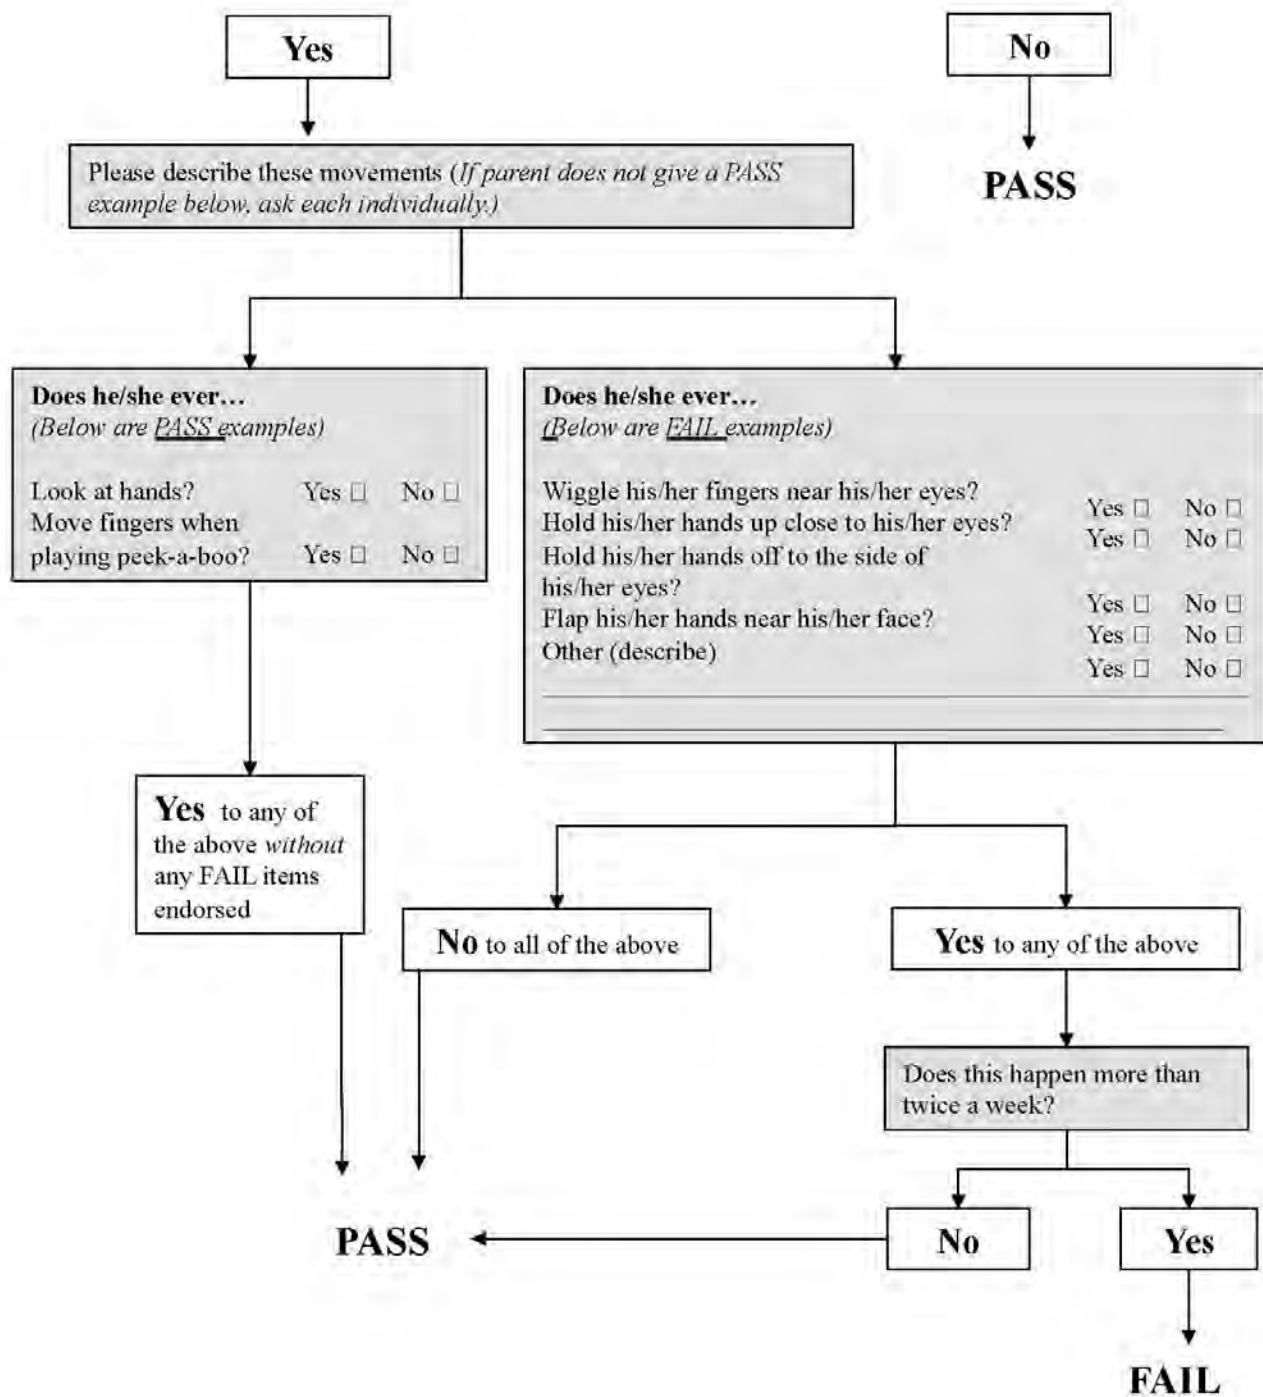 Yes
No
PASS
Please describe these movements (If parent does not give a PASS
example below, ask each individually.)
Does he/she ever…
(Below are PASS examples)
Look at hands? Yes □ No □
Move fingers when
playing peek-a-boo? Yes □ No □
Does he/she ever…
(Below are FAIL examples)
Wiggle his/her fingers near his/her eyes? Yes □ No □
Hold his/her hands up close to his/her eyes? Yes □ No □
Hold his/her hands off to the side of
his/her eyes? Yes □ No □
Flap his/her hands near his/her face? Yes □ No □
Other (describe) Yes □ No □
Yes to any of
the above without
any FAIL items
endorsed
No to all of the above
Yes to any of the above
Does this happen more than
twice a week?
PASS
No
Yes
FAIL